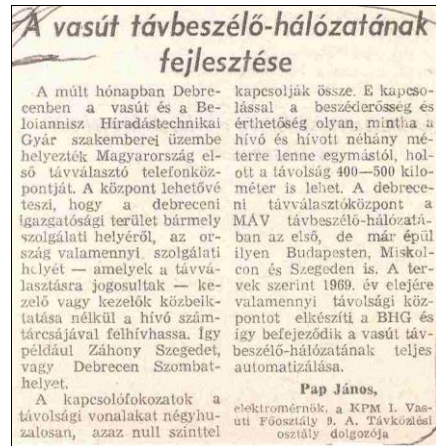 A vasút távbeszélő-hálózatának
fejlesztése
A múlt hónapban Debre-
cenben a vasút és a Be-
loiannisz Híradástechnikai
Gyár szakemberei üzembe
helyezték Magyarország el-
ső távválasztó telefonköz-
pontját. A központ lehetővé
teszi, hogy a debreceni
igazgatósági terület bármely
szolgálati helyéről, az or-
szág valamennyi szolgálati
helyét — amelyek a távvá-
lasztásra jogosultak — ke-
zelő vagy kezelők közbeik-
tatása nélkül a hívó szám-
tárcsájával felhívhassa. Így
például Záhony Szegedet,
vagy Debrecen Szombat-
helyet.
A kapcsolófokozatok a
távolsági vonalakat négyhu-
zalosan, azaz null szinttel
kapcsolják össze. E kapcso-
lással a beszéderősség és
érthetőség olyan, mintha a
hívó és hívott néhány mé-
terre lenne egymástól, hol-
ott a távolság 400—500 kilo-
méter is lehet. A debrece-
ni távválasztóközpont a
MÁV távbeszélő-hálózatá-
ban az első, de már épül
ilyen Budapesten, Miskol-
con és Szegeden is. A ter-
vek szerint 1969. év elejére
valamennyi távolsági köz-
pontot elkészíti a BHG és
így befejeződik a vasút táv-
beszélő-hálózatának teljes
automatizálása.
Pap János,
elektromérnök, a KPM I. Vas-
úti Főosztály 9. A. Távközlési
osztály dolgozója